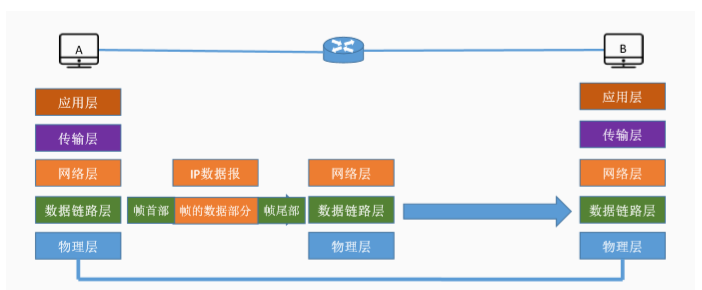 A
B
应用层
应用层
传输层
传输层
网络层
IP数据报
网络层
网络层
数据链路层
帧首部
帧的数据部分
帧尾部
数据链路层
数据链路层
物理层
物理层
物理层